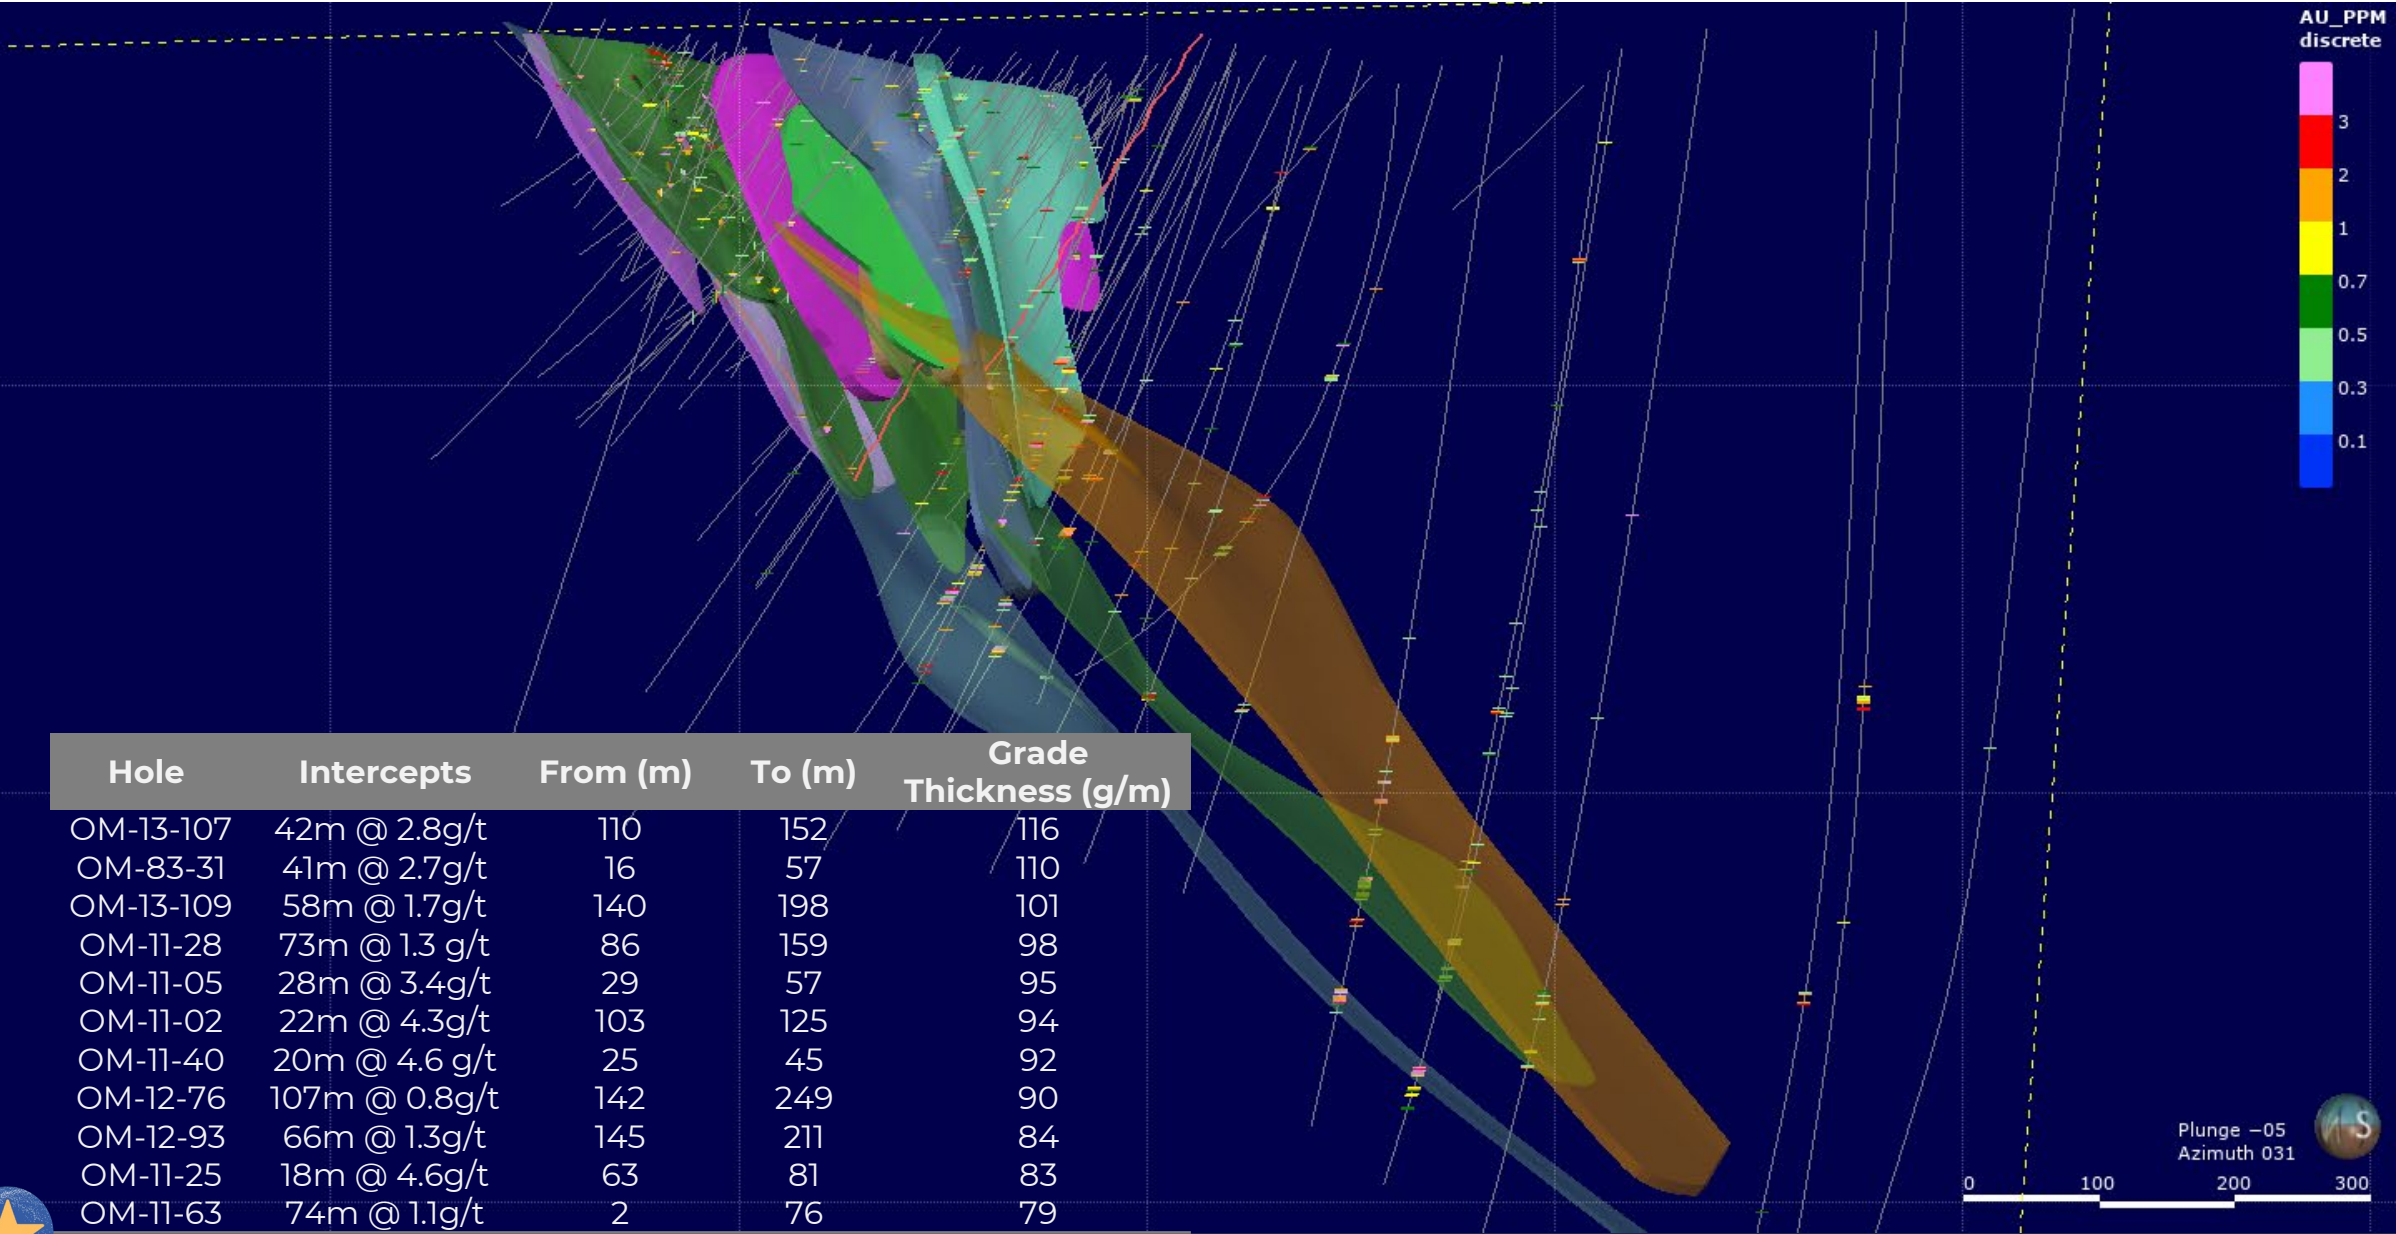 AU_PPM
discrete
3
2
1
0.7
0.5
0.3
0.1
Hole Intercepts From (m) To (m) Grade Thickness (g/m)
OM-13-107 42m @ 2.8g/t 110 152 116
OM-83-31 41m @ 2.7g/t 16 57 110
OM-13-109 58m @ 1.7g/t 140 198 101
OM-11-28 73m @ 1.3 g/t 86 159 98
OM-11-05 28m @ 3.4g/t 29 57 95
OM-11-02 22m @ 4.3g/t 103 125 94
OM-11-40 20m @ 4.6 g/t 25 45 92
OM-12-76 107m @ 0.8g/t 142 249 90
OM-12-93 66m @ 1.3g/t 145 211 84
OM-11-25 18m @ 4.6g/t 63 81 83
OM-11-63 74m @ 1.1g/t 2 76 79
Plunge −05
Azimuth 031
S
0 100 200 300